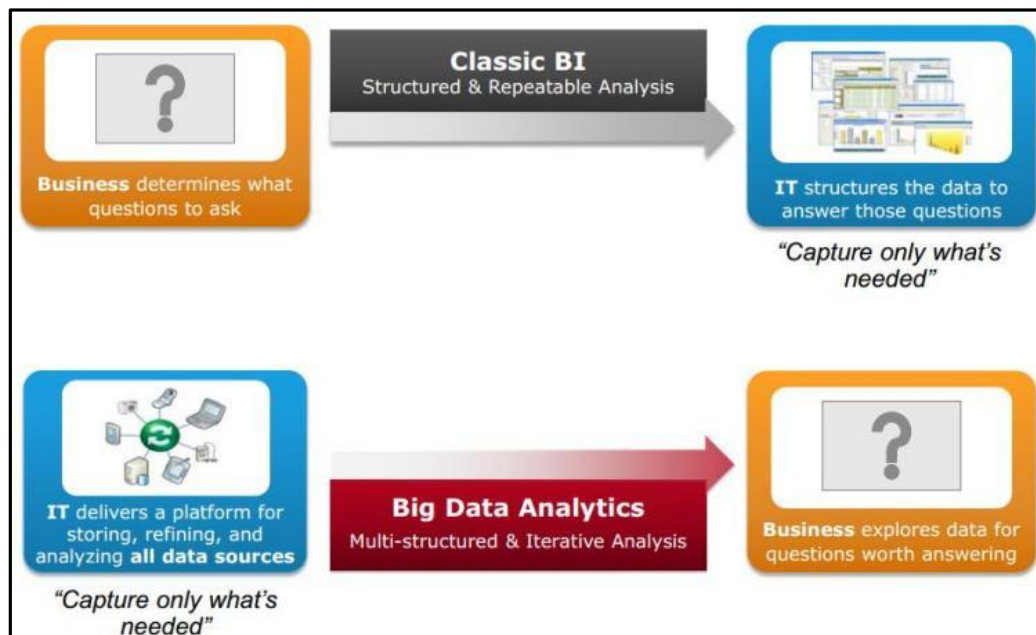 Classic BI
Structured & Repeatable Analysis
Business determines what
questions to ask
IT structures the data to
answer those questions
“Capture only what’s
needed”
IT delivers a platform for
storing, refining, and
analyzing all data sources
“Capture only what’s
needed”
Big Data Analytics
Multi-structured & Iterative Analysis
Business explores data for
questions worth answering